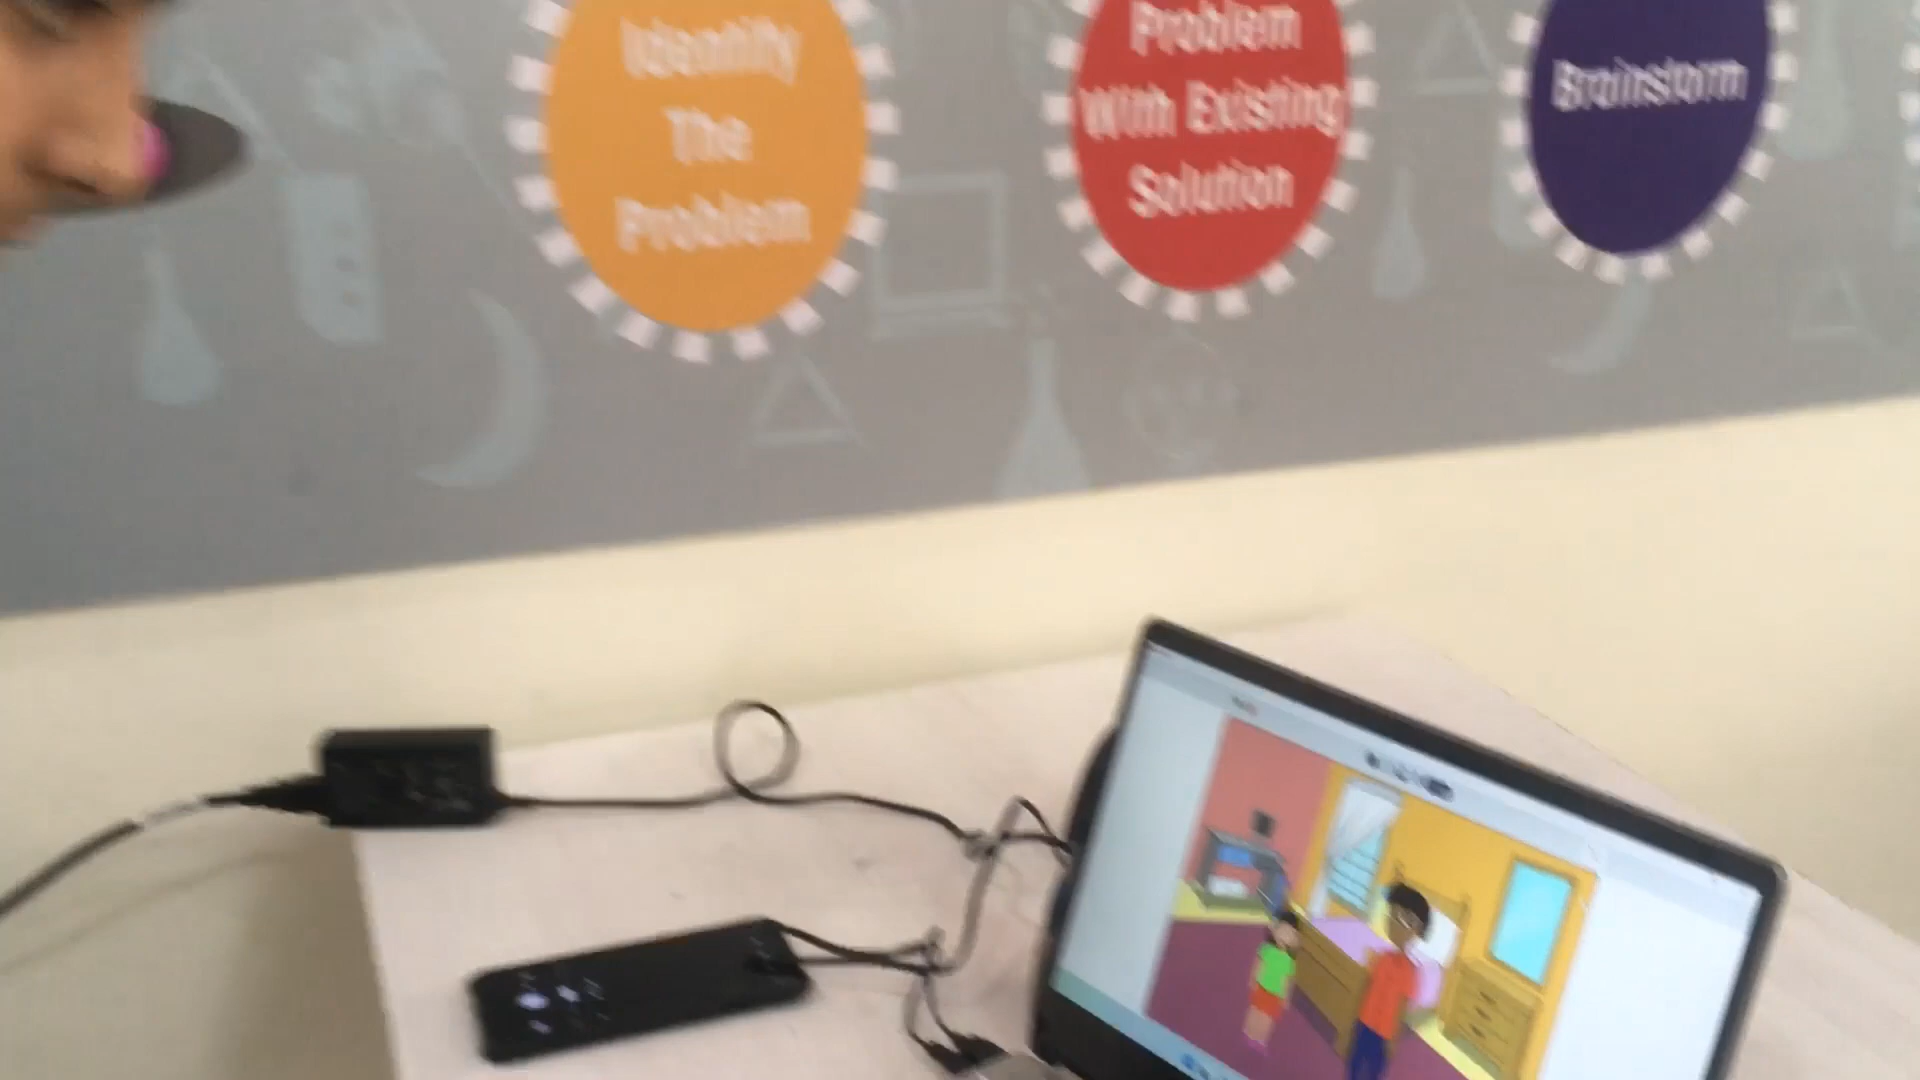 Identify
The
Problem
Problem
With Existing
Solution
Brainstorm